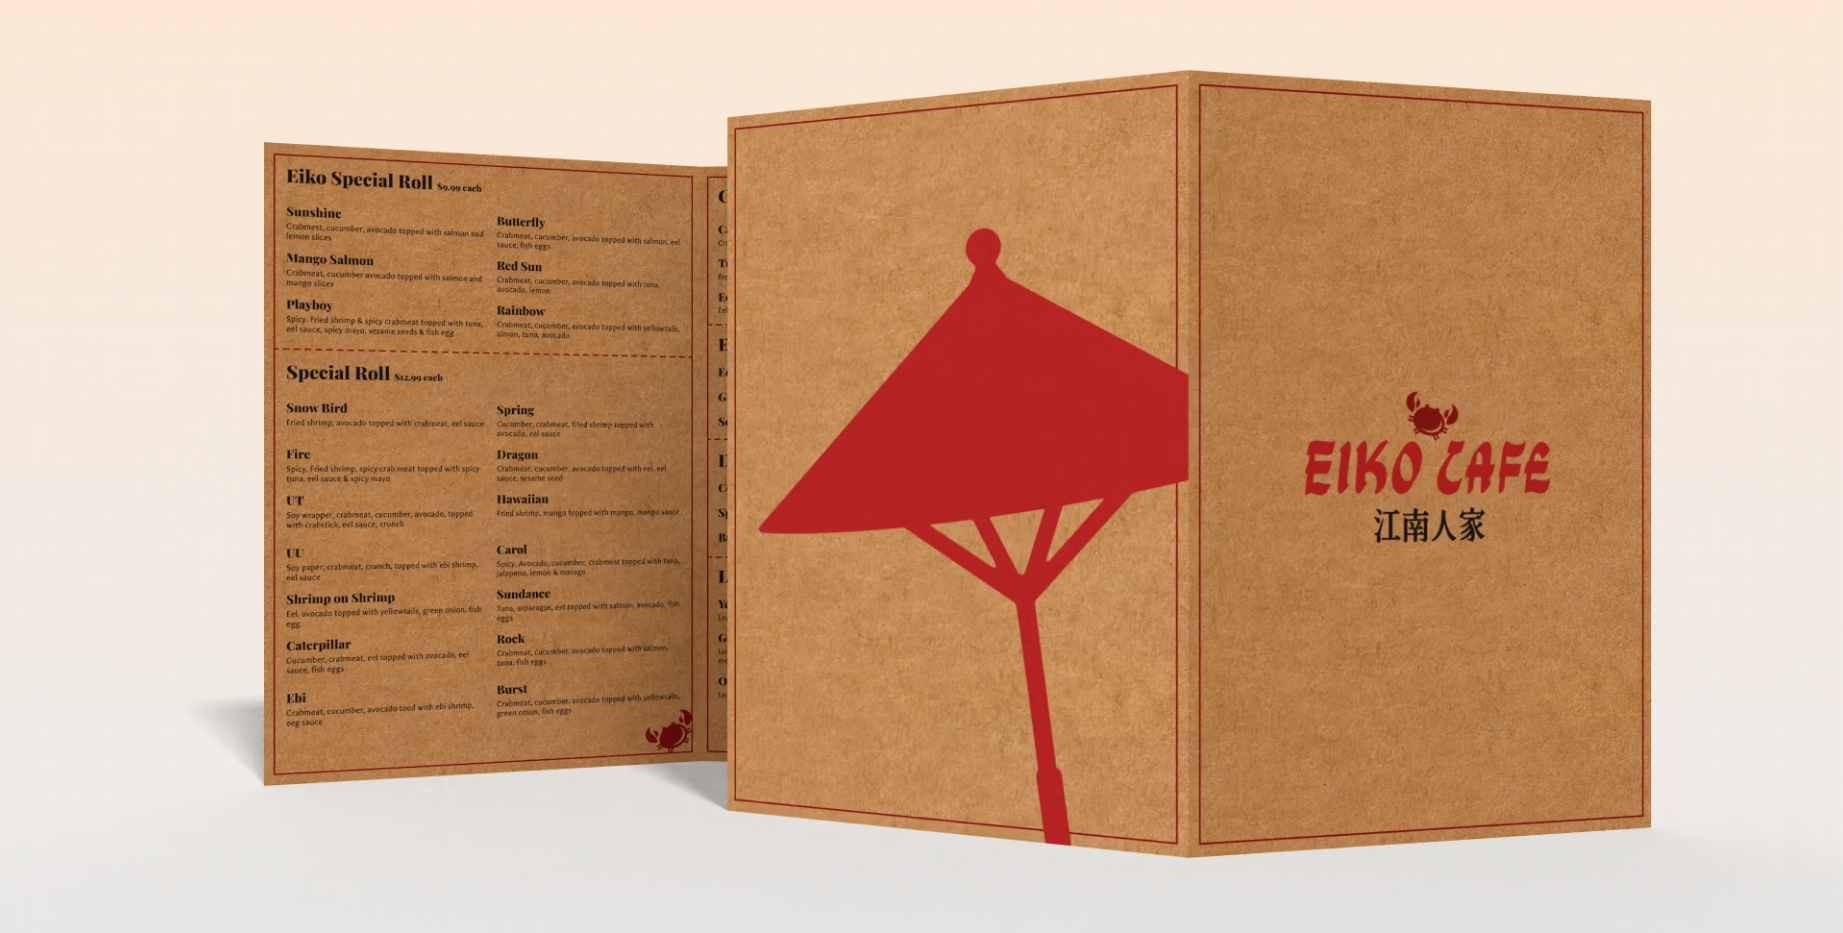 Eiko Special Roll $9.99 each
Sunshine
Crabmest, cucumber, avocado topped with salmon and
lemon slices
Mango Salmon
Crabmeat, cucumber avocado topped with salmon and
mango slices
Playboy
Spicy. Fried shrimp & spicy crabmeat topped with tuna,
eel sauce, spicy mayo, sesame seeds & fish egg
Butterfly
Crabmeat, cucumber, avocado topped with salmon, eel
sauce, fish eggs
Red Sun
Crabmeat, cucumber, avocado topped with tuna,
avocado, lemon
Rainbow
Crabmeat, cucumber, avocado topped with yellowtails,
almon, tuna, avocado
Special Roll $12.99 each
Snow Bird
Fried shrimp, avocado topped with crabmeat, eel sauce
Fire
Spicy. Fried shrimp, spicy crab meat topped with spicy
tuna, eel sauce & spicy mayo
UT
Soy wrapper, crabmeat, cucumber, avocado, topped
with crabstick, eel sauce, crunch
UU
Soy paper, crabmeat, crunch, topped with ebi shrimp,
eel sauce
Shrimp on Shrimp
Eel, avocado topped with yellowtails, green onion, fish
egg
Caterpillar
Cucumber, crabmeat, eel topped with avocado, eel
sauce, fish eggs
Ebi
Crabmeat, cucumber, avocado toed with ebi shrimp,
eeg sauce
Spring
Cucumber, crabmeat, fried shrimp topped with
avocado, eel sauce
Dragon
Crabmeat, cucumber, avocado topped with eel, eel
sauce, sesame seed
Hawaiian
Fried shrimp, mango topped with mango, mango sauce
Carol
Spicy. Avocado, cucumber, crabmeat topped with tuna,
jalapeno, lemon & masago
Sundance
Tuna, asparagus, eel topped with salmon, avocado, fish
eggs
Rock
Crabmeat, cucumber, avocado topped with salmon,
tuna, fish eggs
Burst
Crabmeat, cucumber, avocado topped with yellowtails,
green onion, fish eggs
EIKO CAFE
江南人家